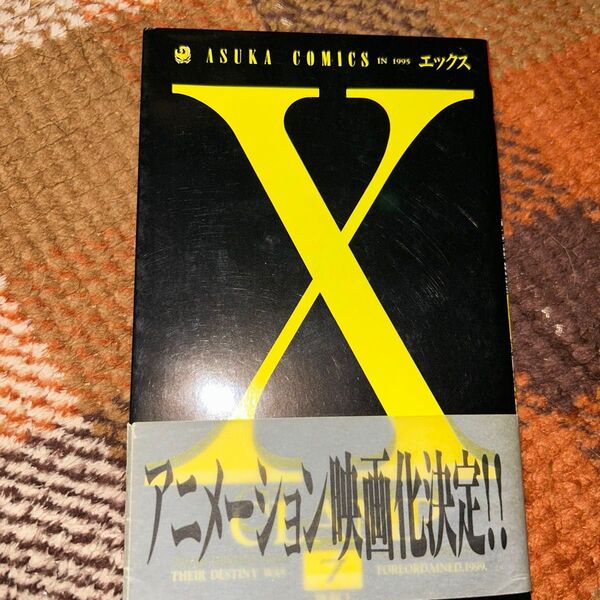 ASUKA COMICS IN 1995 エックス
X
アニメーション映画化決定!!
7
THEIR DESTINY WAS FOREORDAINED, 1999.